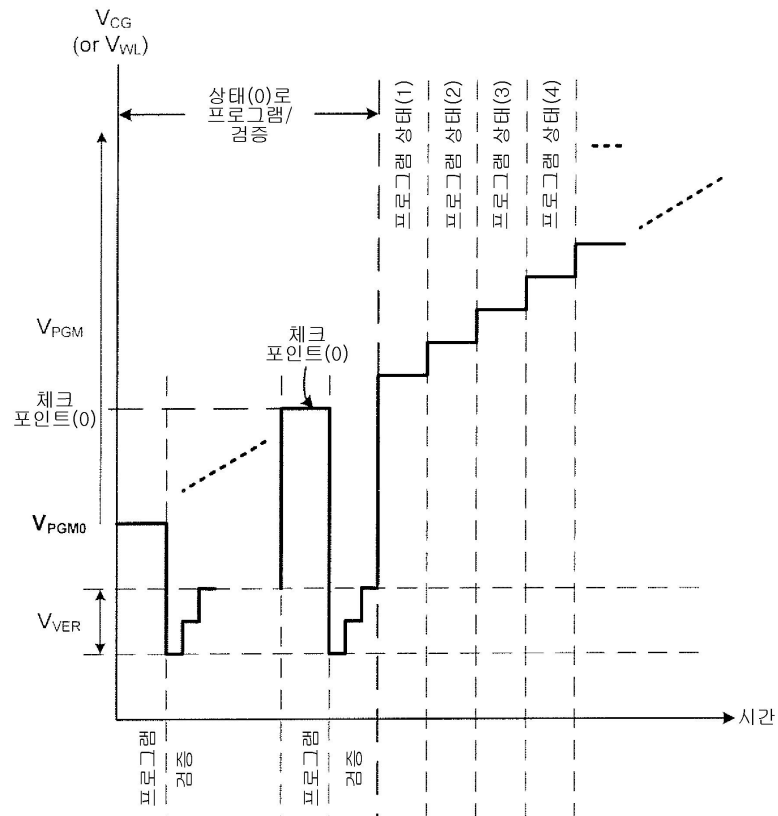 V_CG
(or V_WL)
상태(0)로
프로그램/
검증
프로그램 상태(1)
프로그램 상태(2)
프로그램 상태(3)
프로그램 상태(4)
V_PGM
체크
포인트(0)
체크
포인트(0)
V_PGM0
V_VER
시간
프로그램
검증
프로그램
검증